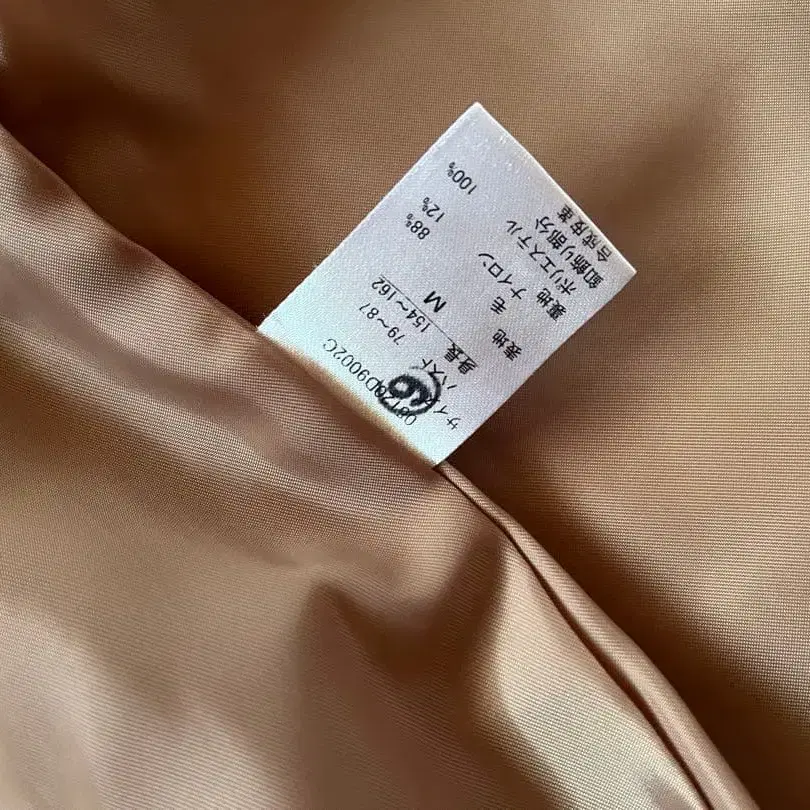 サイズ M
バスト 79〜87
身長 154〜162
表地 毛 88%
ナイロン 12%
裏地 ポリエステル 100%
釦飾り部分
合成皮革